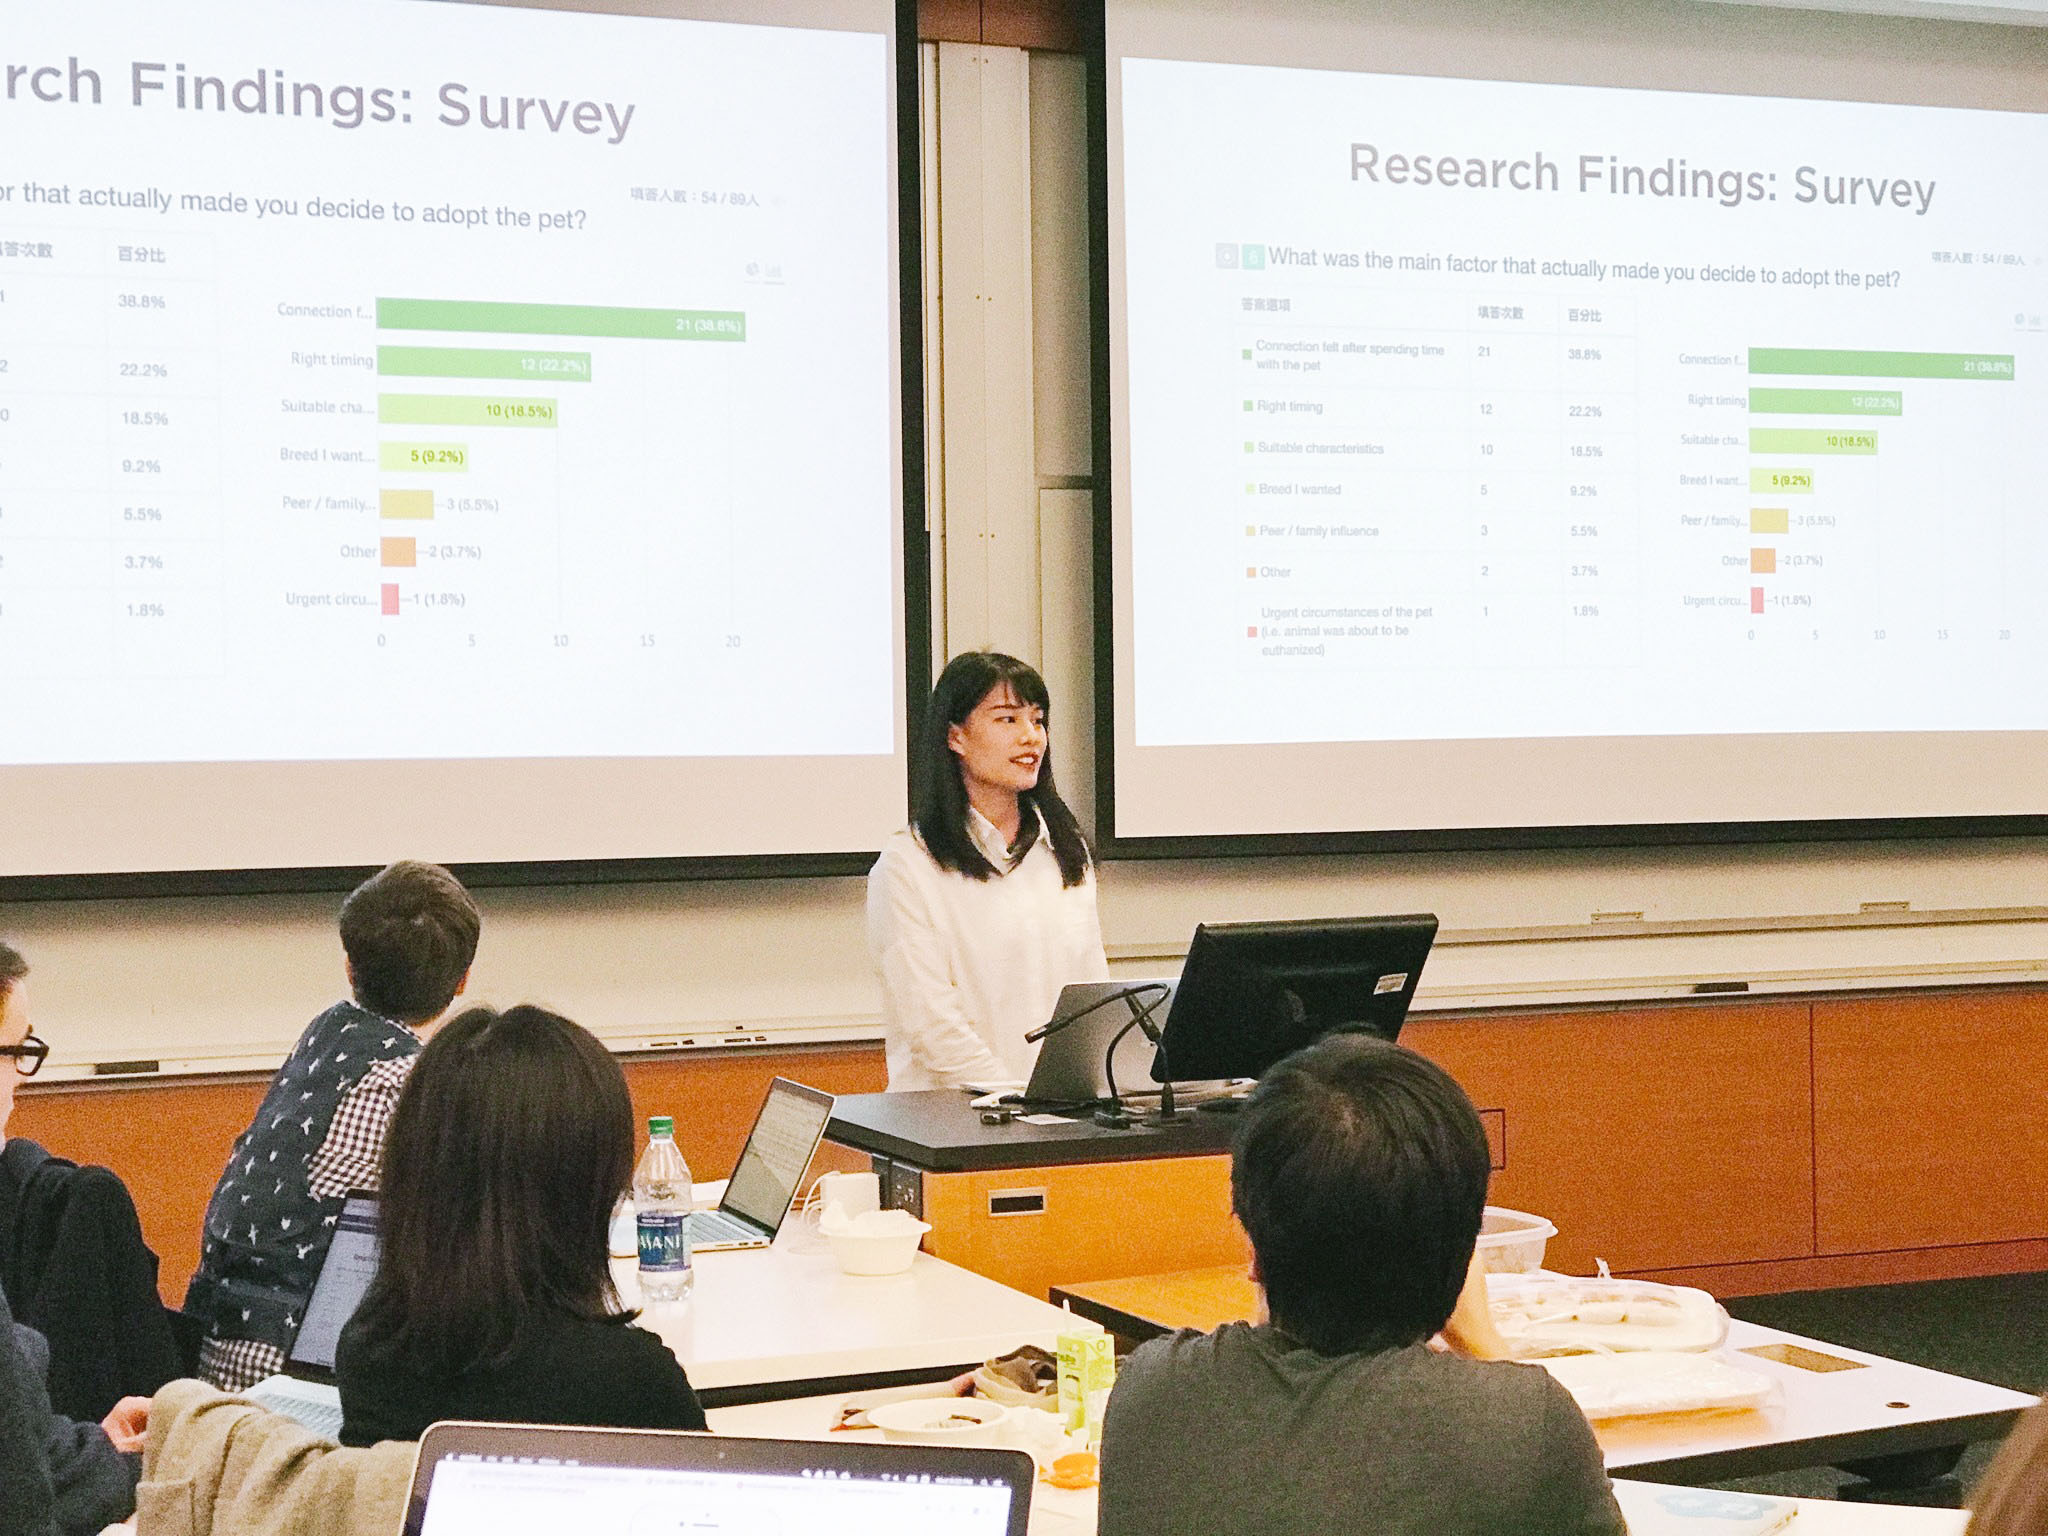 rch Findings: Survey
or that actually made you decide to adopt the pet?
填答人數：54 / 89人
填答次數
百分比
38.8%
22.2%
18.5%
9.2%
5.5%
3.7%
1.8%
Connection f...
21 (38.8%)
Right timing
12 (22.2%)
Suitable cha...
10 (18.5%)
Breed I want...
5 (9.2%)
Peer / family...
3 (5.5%)
Other
2 (3.7%)
Urgent circu...
1 (1.8%)
0 5 10 15 20
Research Findings: Survey
6 What was the main factor that actually made you decide to adopt the pet?
填答人數：54 / 89人
答案選項 填答次數 百分比
Connection felt after spending time
with the pet
21 38.8%
Right timing 12 22.2%
Suitable characteristics 10 18.5%
Breed I wanted 5 9.2%
Peer / family influence 3 5.5%
Other 2 3.7%
Urgent circumstances of the pet
(i.e. animal was about to be
euthanized)
1 1.8%
Connection f...
21 (38.8%)
Right timing
12 (22.2%)
Suitable cha...
10 (18.5%)
Breed I want...
5 (9.2%)
Peer / family...
3 (5.5%)
Other
2 (3.7%)
Urgent circu...
1 (1.8%)
0 5 10 15 20
ASANI